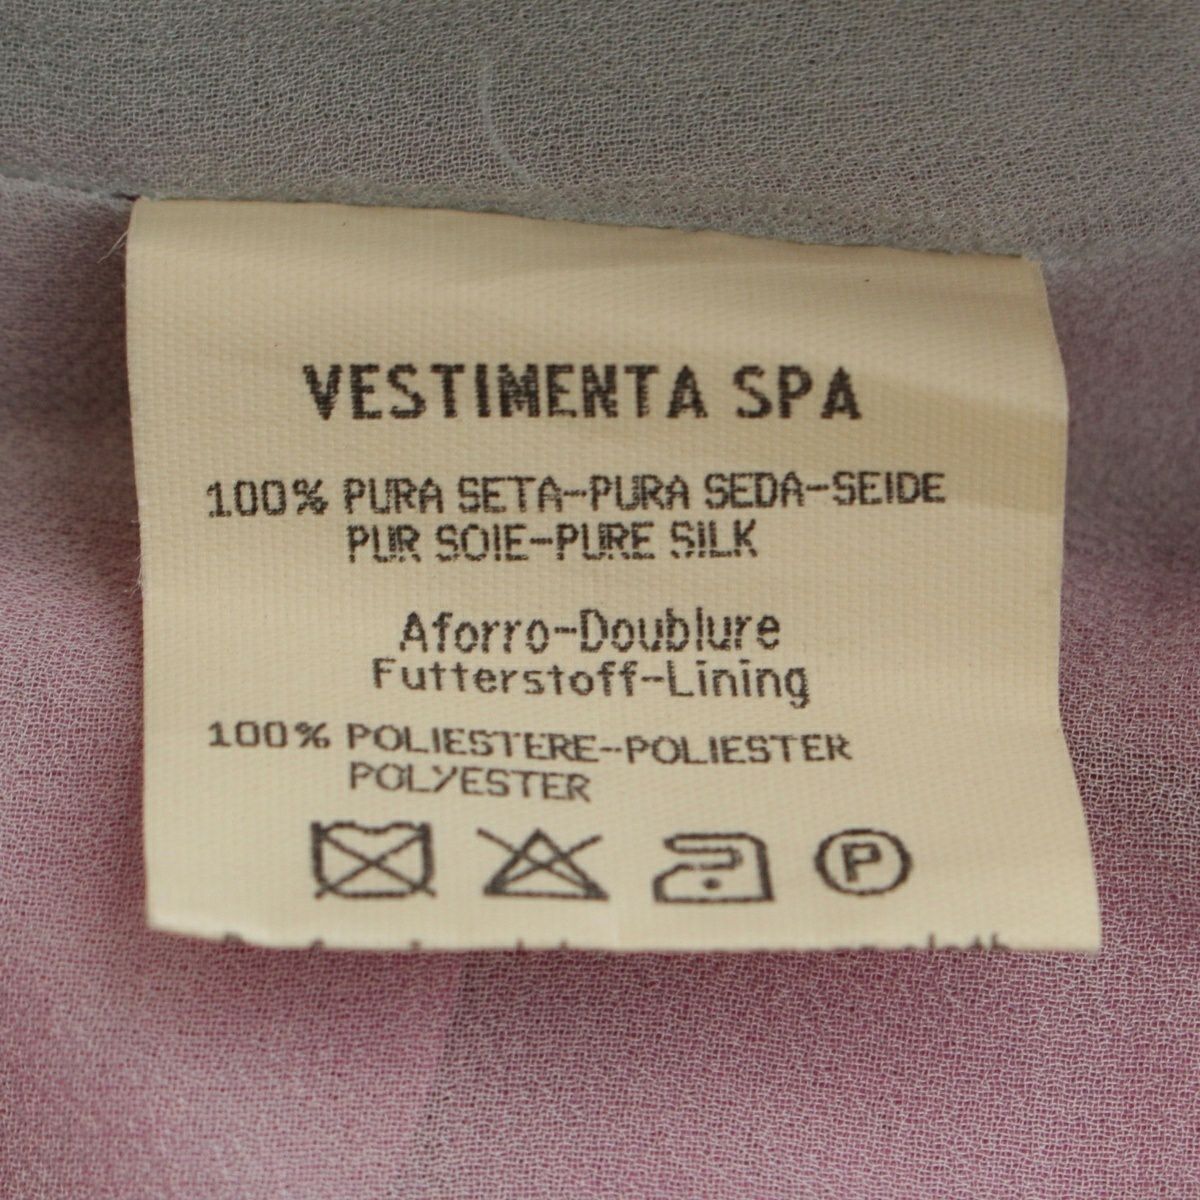 VESTIMENTA SPA
100% PURA SETA-PURA SEDA-SEIDE
PUR SOIE-PURE SILK
Aforro-Doublure
Futterstoff-Lining
100% POLIESTERE-POLIESTER
POLYESTER
P
cloth